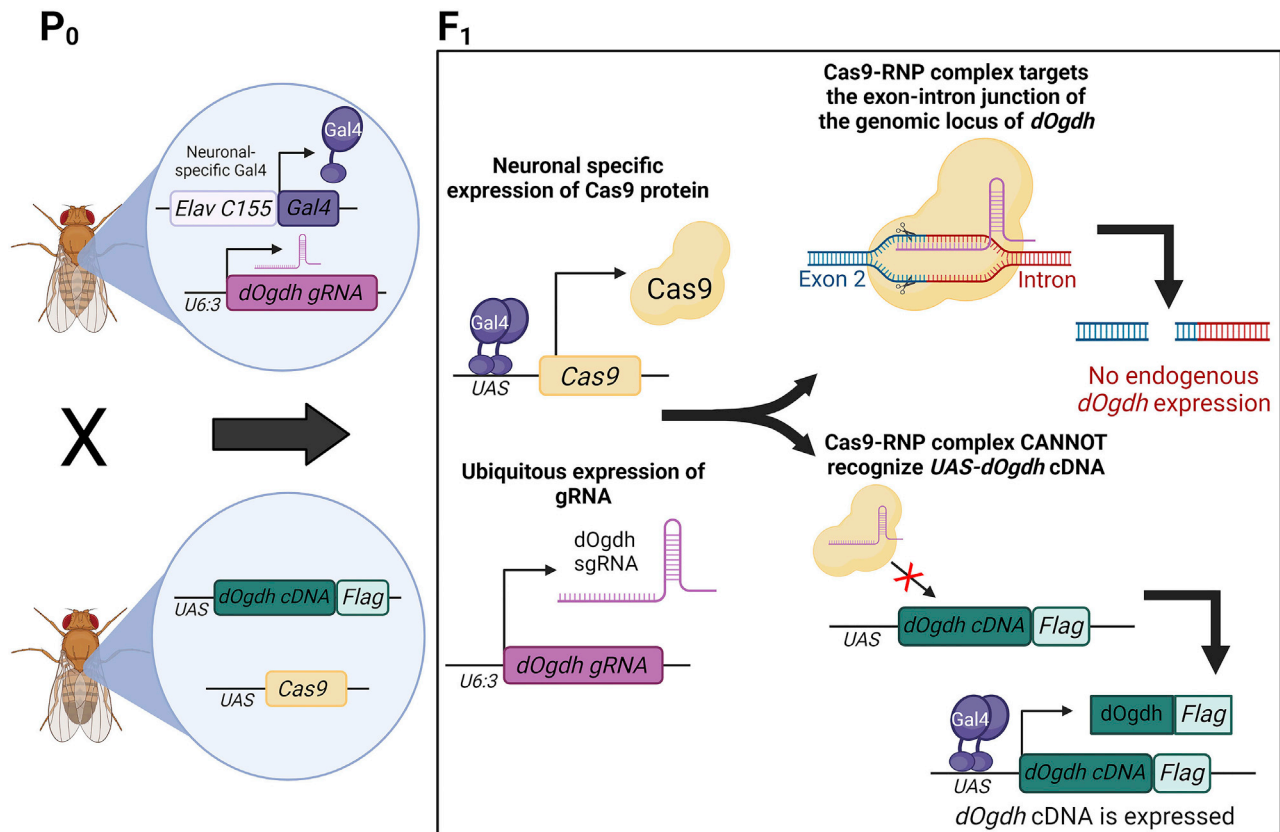 P₀
Neuronal-
specific Gal4
Gal4
Elav C155
Gal4
U6:3
dOgdh gRNA
X
UAS
dOgdh cDNA
Flag
UAS
Cas9
F₁
Neuronal specific
expression of Cas9 protein
Cas9
Gal4
UAS
Cas9
Ubiquitous expression of
gRNA
dOgdh
sgRNA
U6:3
dOgdh gRNA
Cas9-RNP complex targets
the exon-intron junction of
the genomic locus of dOgdh
Exon 2
Intron
No endogenous
dOgdh expression
Cas9-RNP complex CANNOT
recognize UAS-dOgdh cDNA
UAS
dOgdh cDNA
Flag
Gal4
dOgdh
Flag
UAS
dOgdh cDNA
Flag
dOgdh cDNA is expressed